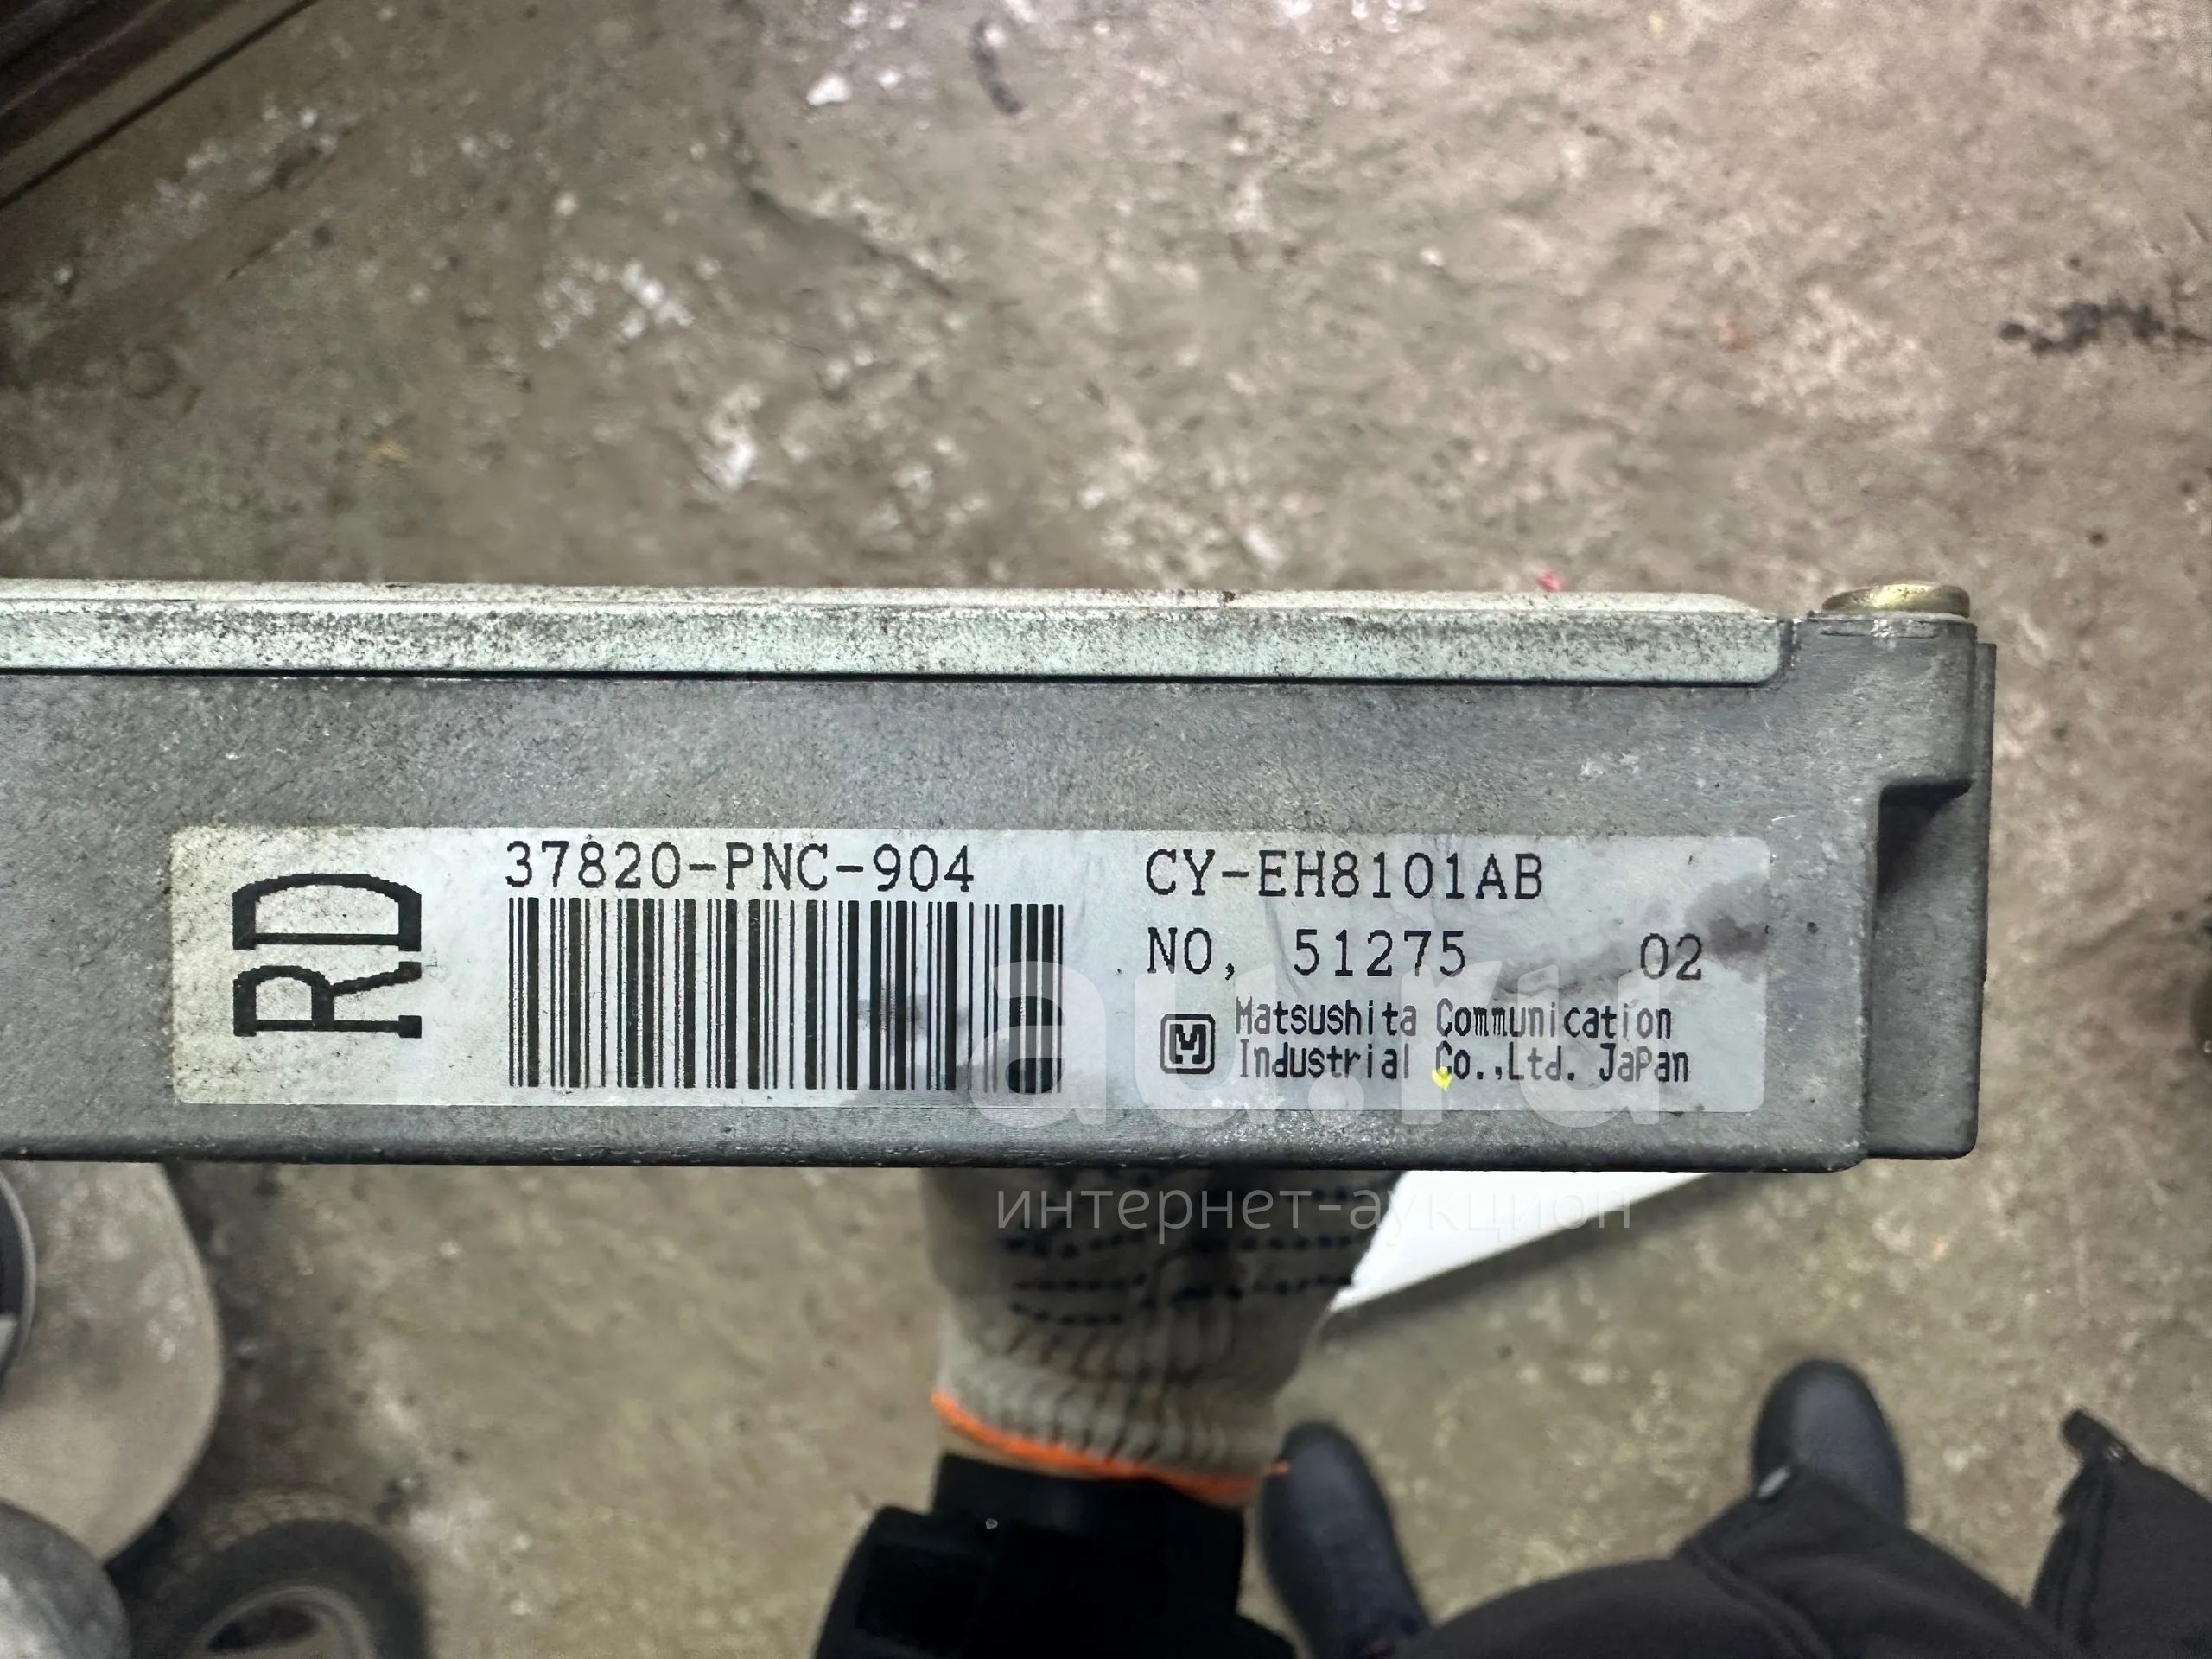 RD
37820-PNC-904
CY-EH8101AB
NO, 51275 02
Matsushita Communication
Industrial Co.,Ltd. JaPan
au.ru
интернет-аукцион